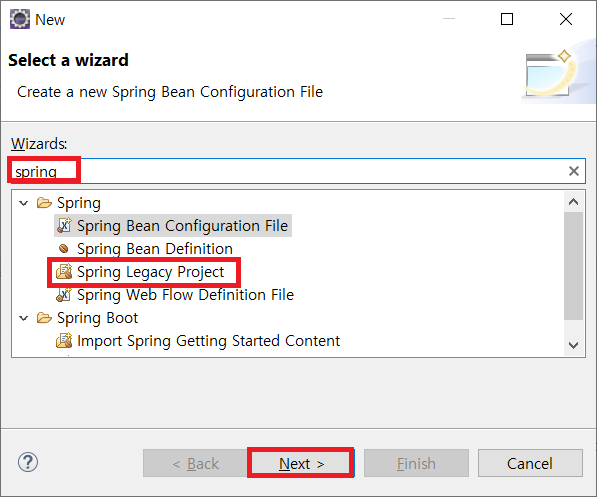 New
Select a wizard
Create a new Spring Bean Configuration File
Wizards:
spring
Spring
Spring Bean Configuration File
Spring Bean Definition
Spring Legacy Project
Spring Web Flow Definition File
Spring Boot
Import Spring Getting Started Content
< Back Next > Finish Cancel